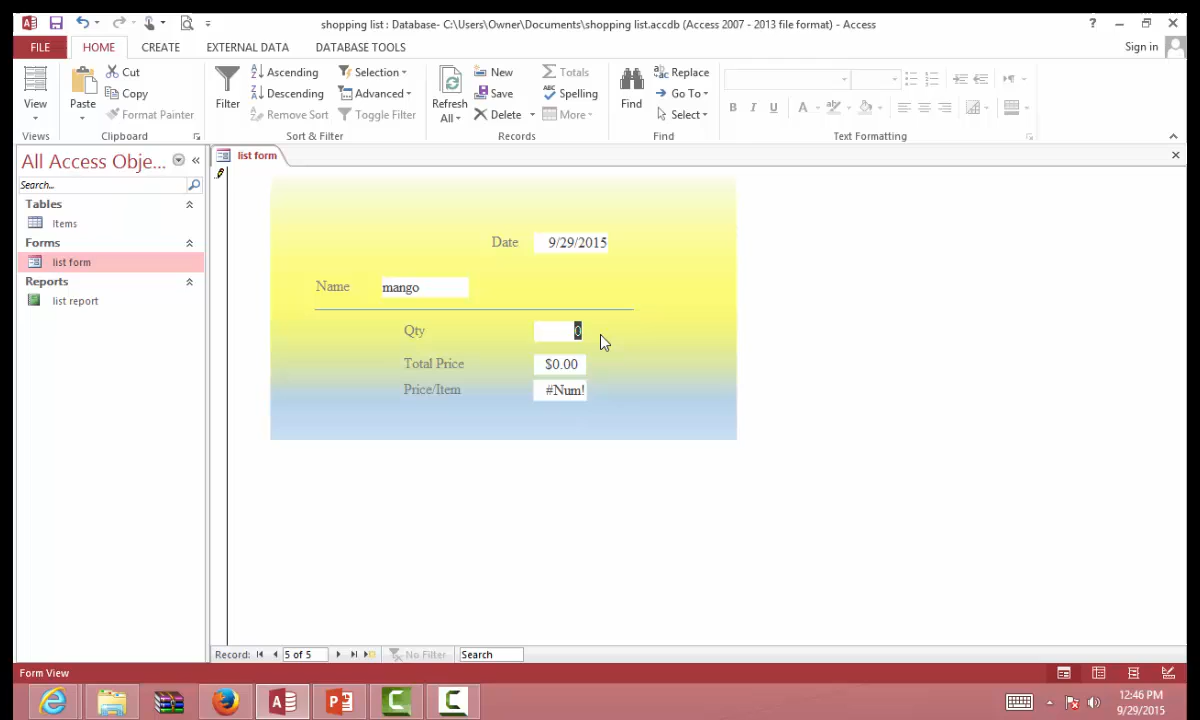 shopping list : Database- C:\Users\Owner\Documents\shopping list.accdb (Access 2007 - 2013 file format) - Access
?
FILE HOME CREATE EXTERNAL DATA DATABASE TOOLS Sign in
View
Views
Paste
Cut
Copy
Format Painter
Clipboard
Filter
Ascending
Descending
Remove Sort
Selection
Advanced
Toggle Filter
Sort & Filter
Refresh
All
New
Save
Delete
Totals
Spelling
More
Records
Find
Replace
Go To
Select
Find
B I U A
Text Formatting
All Access Obje...
Search...
Tables
Items
Forms
list form
Reports
list report
list form
Date 9/29/2015
Name mango
Qty 0
Total Price $0.00
Price/Item #Num!
Record: 5 of 5 No Filter Search
Form View
12:46 PM
9/29/2015